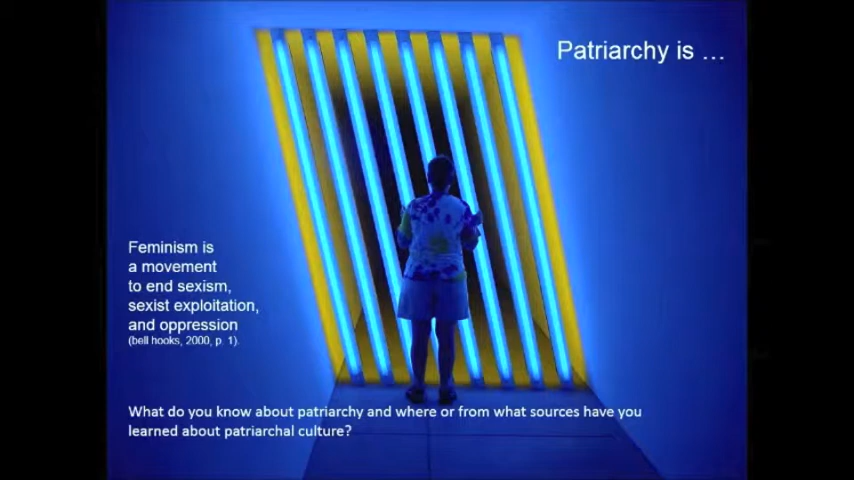 Patriarchy is ...
Feminism is
a movement
to end sexism,
sexist exploitation,
and oppression
(bell hooks, 2000, p. 1).
What do you know about patriarchy and where or from what sources have you
learned about patriarchal culture?